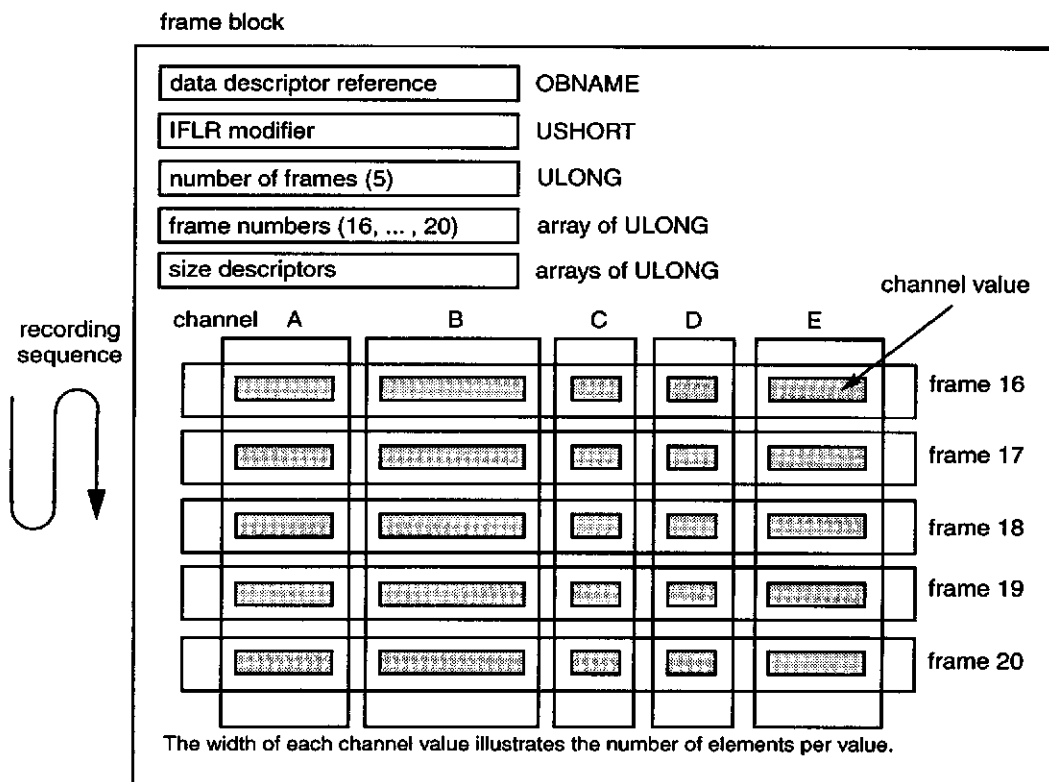 frame block
data descriptor reference OBNAME
IFLR modifier USHORT
number of frames (5) ULONG
frame numbers (16, ... , 20) array of ULONG
size descriptors arrays of ULONG
channel value
recording
sequence
channel A B C D E
frame 16
frame 17
frame 18
frame 19
frame 20
The width of each channel value illustrates the number of elements per value.